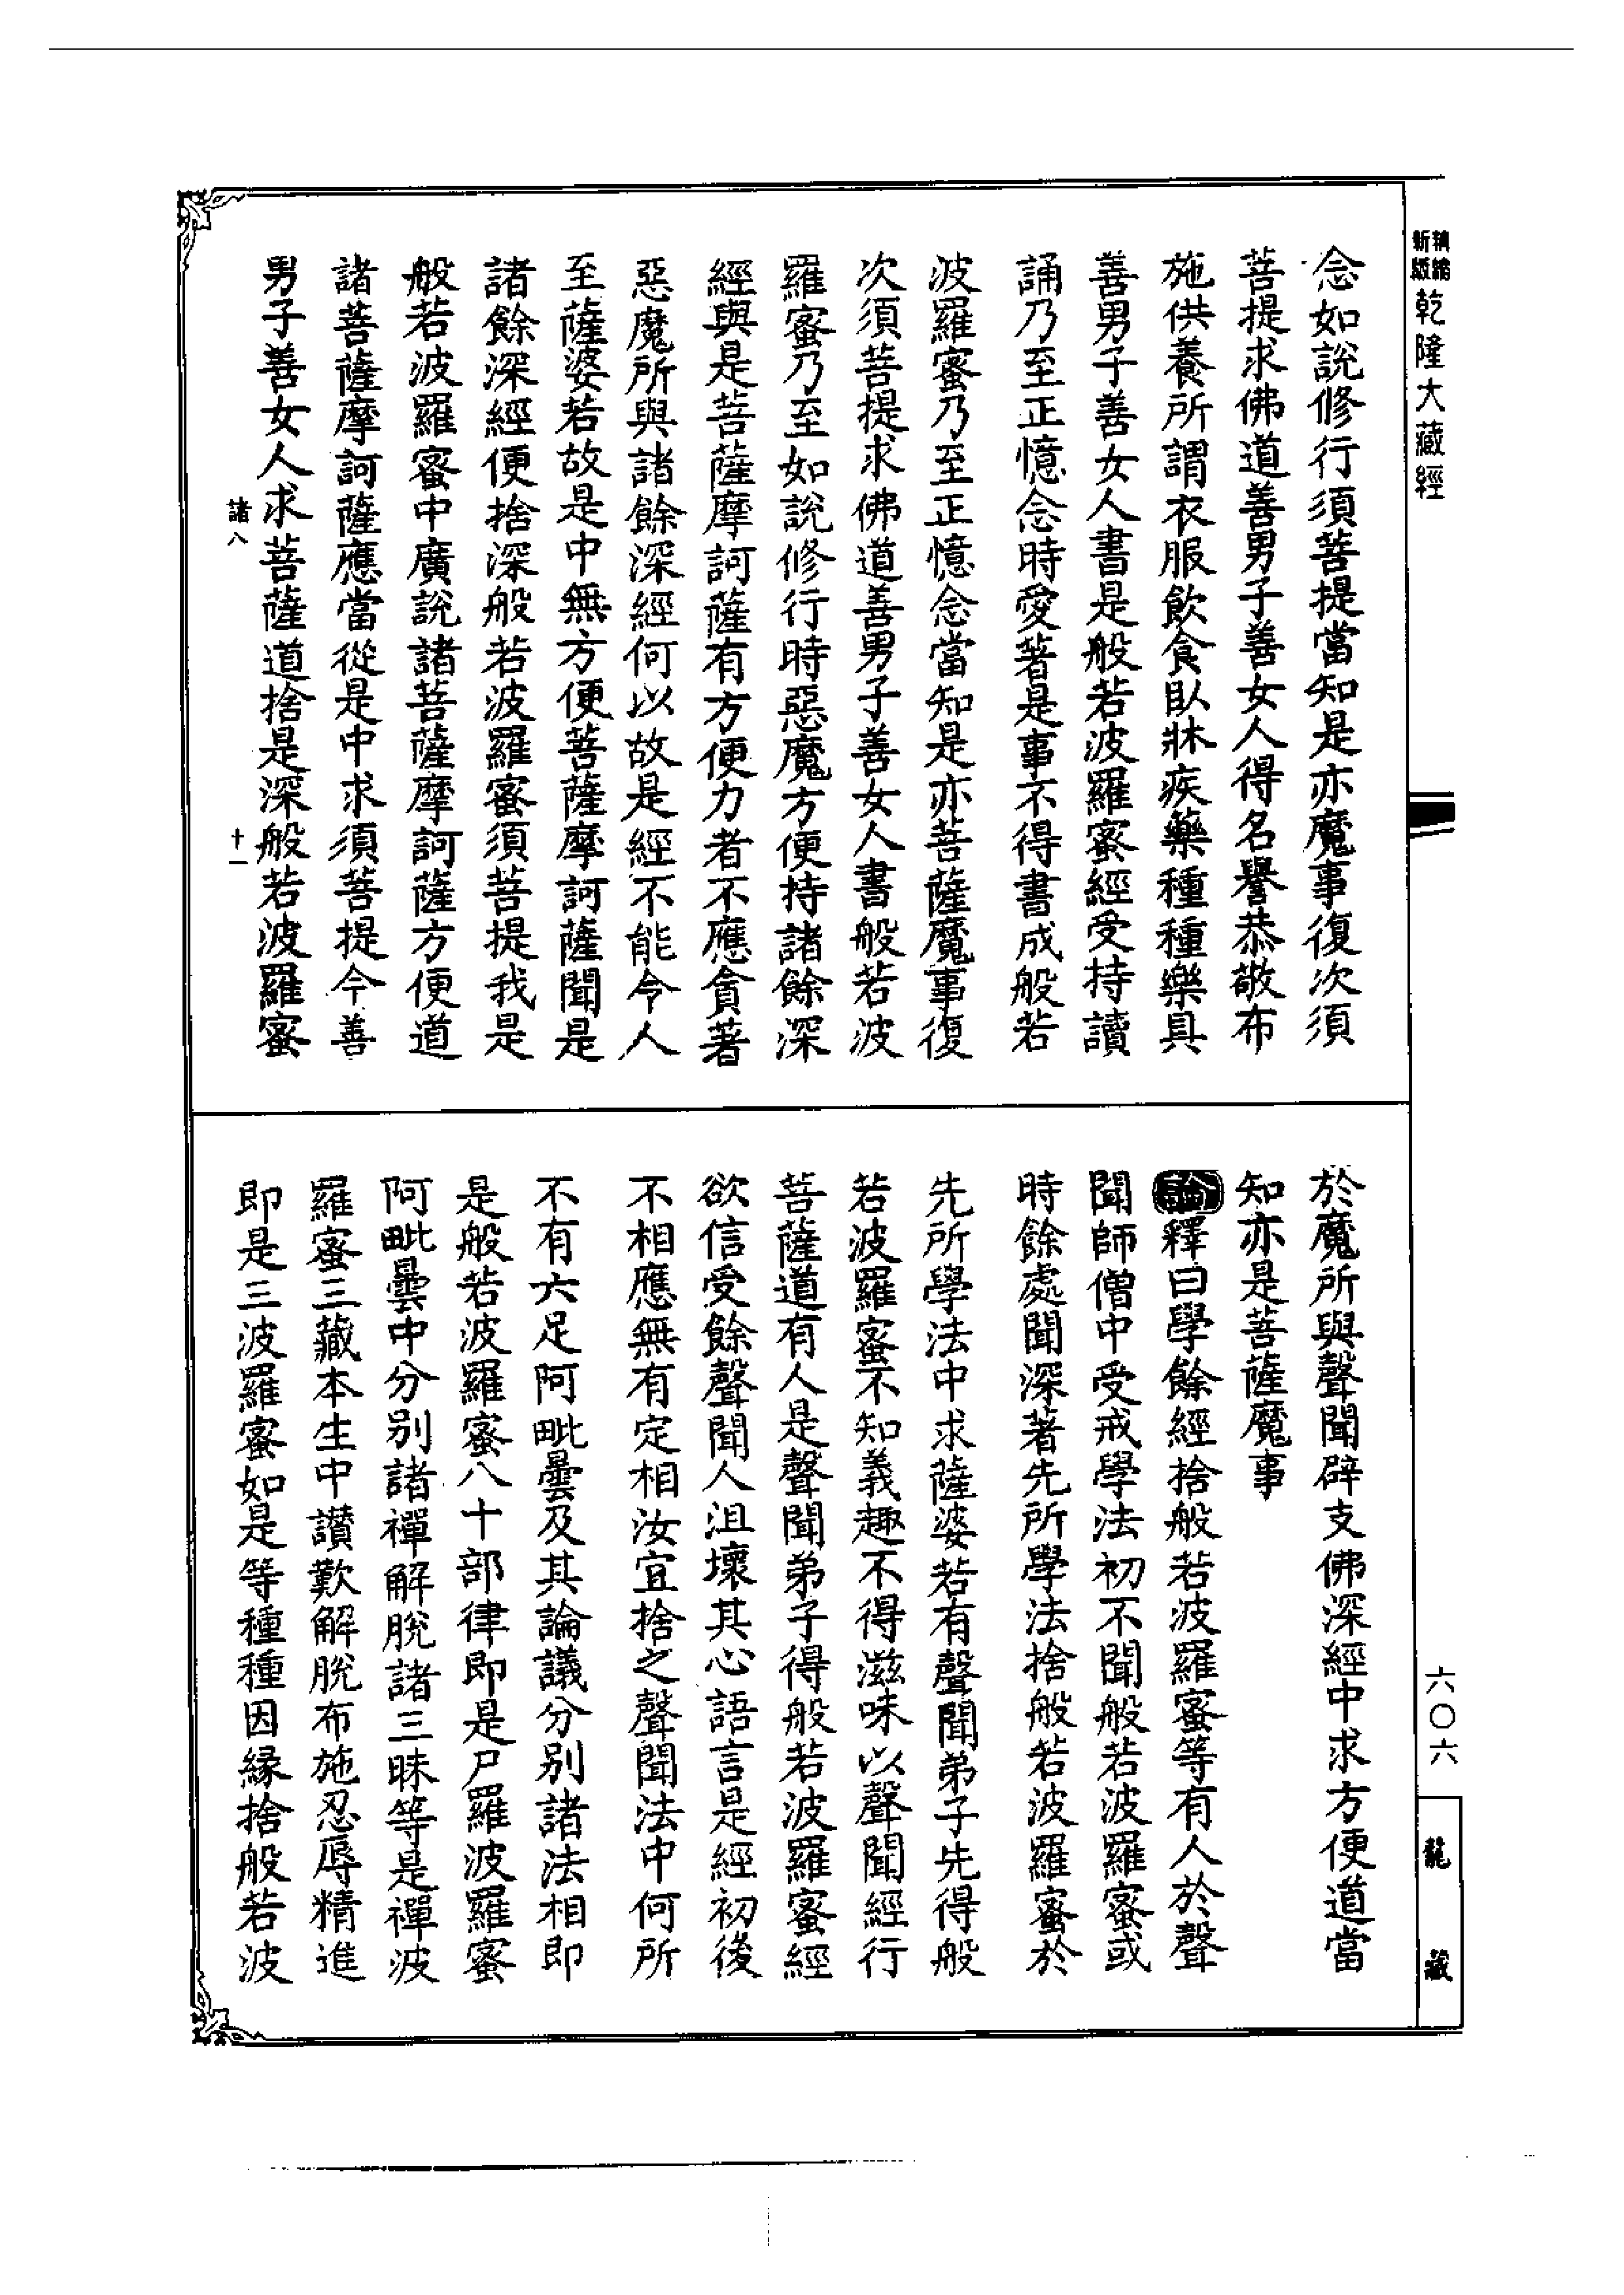 新版精縮
乾隆大藏經
念如說修行須菩提當知是亦魔事復次須
菩提求佛道善男子善女人得名譽恭敬布
施供養所謂衣服飲食臥牀疾藥種種樂具
善男子善女人書是般若波羅蜜經受持讀
誦乃至正憶念時愛著是事不得書成般若
波羅蜜乃至正憶念當知是亦菩薩魔事復
次須菩提求佛道善男子善女人書般若波
羅蜜乃至如說修行時惡魔方便持諸餘深
經與是菩薩摩訶薩有方便力者不應貪著
惡魔所與諸餘深經何以故是經不能令人
至薩婆若故是中無方便菩薩摩訶薩聞是
諸餘深經便捨深般若波羅蜜須菩提我是
般若波羅蜜中廣說諸菩薩摩訶薩方便道
諸菩薩摩訶薩應當從是中求須菩提今善
男子善女人求菩薩道捨是深般若波羅蜜
諸八
十一
於魔所與聲聞辟支佛深經中求方便道當
知亦是菩薩魔事
論釋曰學餘經捨般若波羅蜜等有人於聲
聞師僧中受戒學法初不聞般若波羅蜜或
時餘處聞深著先所學法捨般若波羅蜜於
先所學法中求薩婆若有聲聞弟子先得般
若波羅蜜不知義趣不得滋味以聲聞經行
菩薩道有人是聲聞弟子得般若波羅蜜經
欲信受餘聲聞人沮壞其心語言是經初後
不相應無有定相汝宜捨之聲聞法中何所
不有六足阿毗曇及其論議分別諸法相即
是般若波羅蜜八十部律即是尸羅波羅蜜
阿毗曇中分別諸禪解脫諸三昧等是禪波
羅蜜三藏本生中讚歎解脫布施忍辱精進
即是三波羅蜜如是等種種因緣捨般若波
六〇六
龍藏